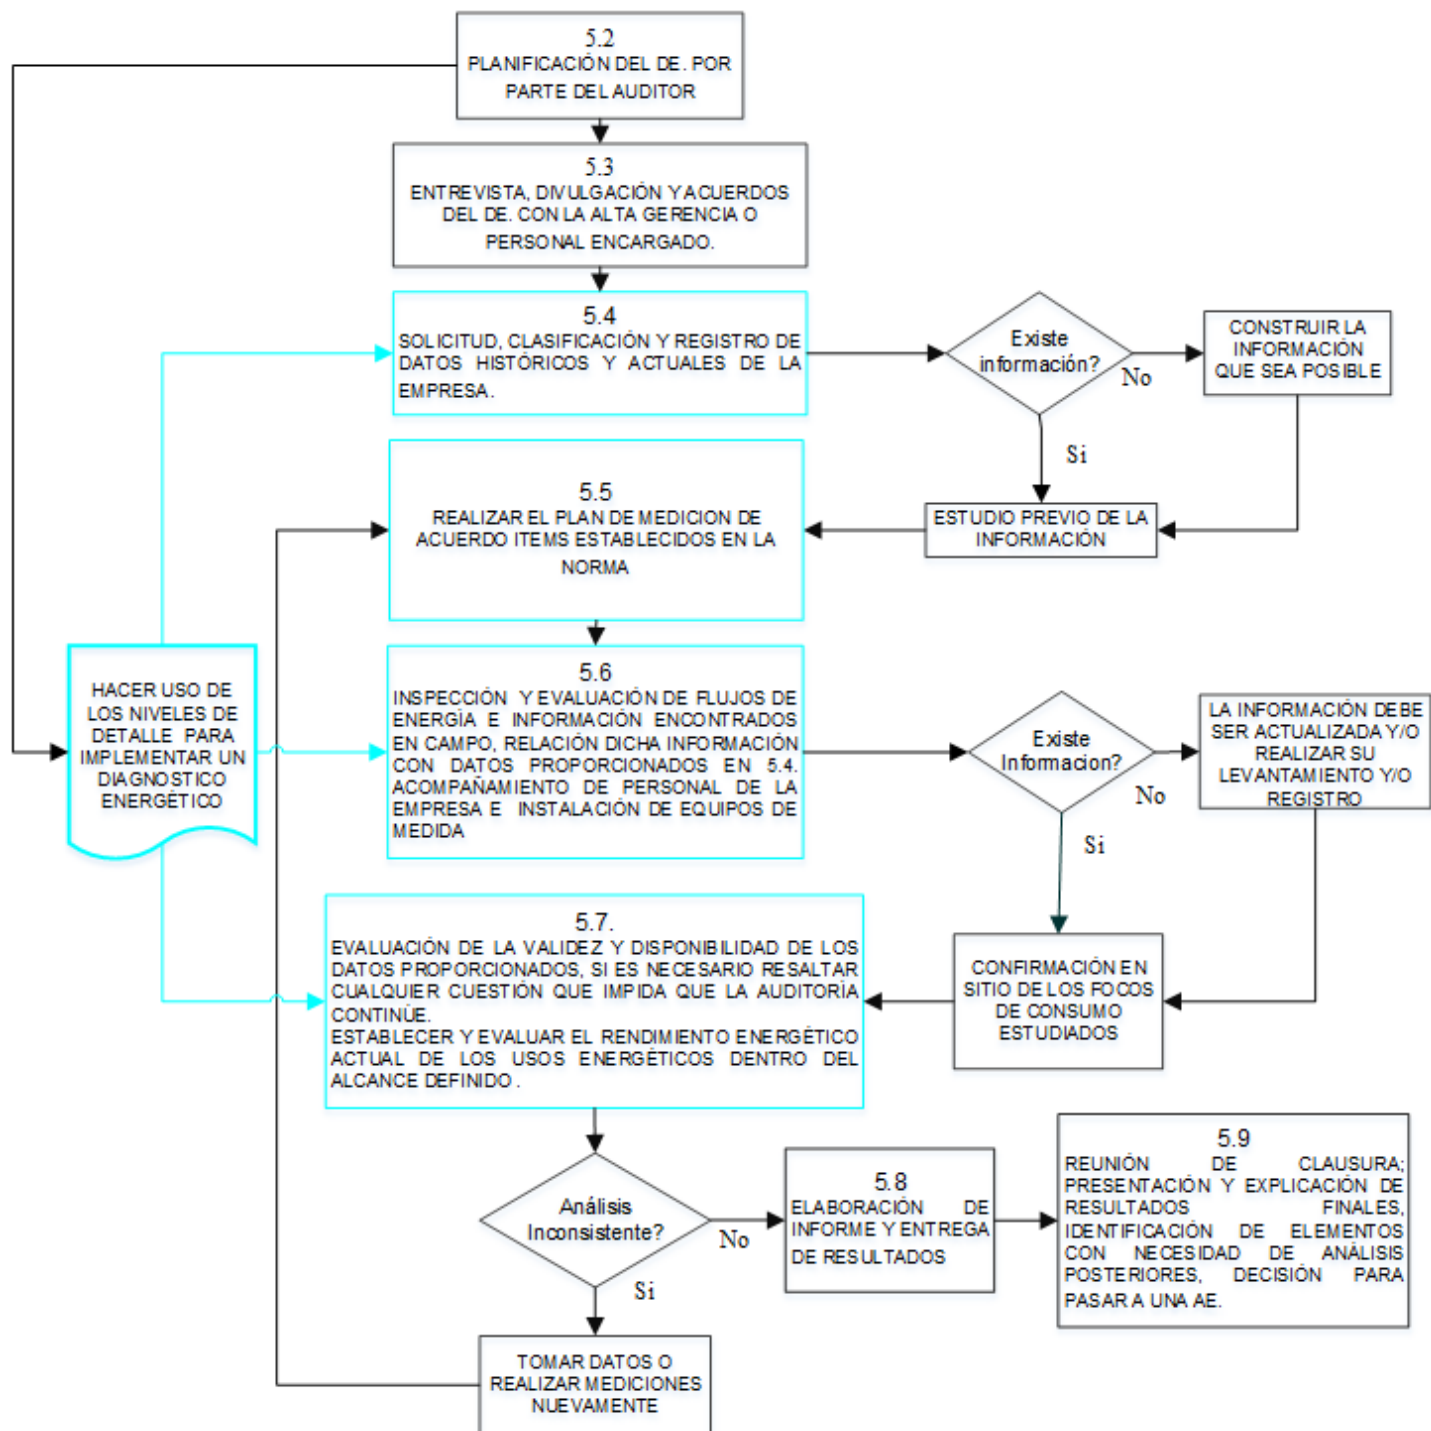 5.2
PLANIFICACIÓN DEL DE. POR
PARTE DEL AUDITOR
5.3
ENTREVISTA, DIVULGACIÓN Y ACUERDOS
DEL DE. CON LA ALTA GERENCIA O
PERSONAL ENCARGADO.
5.4
SOLICITUD, CLASIFICACIÓN Y REGISTRO DE
DATOS HISTÓRICOS Y ACTUALES DE LA
EMPRESA.
Existe
información?
No
Si
CONSTRUIR LA
INFORMACIÓN
QUE SEA POSIBLE
ESTUDIO PREVIO DE LA
INFORMACIÓN
5.5
REALIZAR EL PLAN DE MEDICION DE
ACUERDO ITEMS ESTABLECIDOS EN LA
NORMA
HACER USO DE
LOS NIVELES DE
DETALLE PARA
IMPLEMENTAR UN
DIAGNOSTICO
ENERGÉTICO
5.6
INSPECCIÓN Y EVALUACIÓN DE FLUJOS DE
ENERGÍA E INFORMACIÓN ENCONTRADOS
EN CAMPO, RELACIÓN DICHA INFORMACIÓN
CON DATOS PROPORCIONADOS EN 5.4.
ACOMPAÑAMIENTO DE PERSONAL DE LA
EMPRESA E INSTALACIÓN DE EQUIPOS DE
MEDIDA
Existe
Informacion?
No
Si
LA INFORMACIÓN DEBE
SER ACTUALIZADA Y/O
REALIZAR SU
LEVANTAMIENTO Y/O
REGISTRO
CONFIRMACIÓN EN
SITIO DE LOS FOCOS
DE CONSUMO
ESTUDIADOS
5.7.
EVALUACIÓN DE LA VALIDEZ Y DISPONIBILIDAD DE LOS
DATOS PROPORCIONADOS, SI ES NECESARIO RESALTAR
CUALQUIER CUESTIÓN QUE IMPIDA QUE LA AUDITORÍA
CONTINÚE.
ESTABLECER Y EVALUAR EL RENDIMIENTO ENERGÉTICO
ACTUAL DE LOS USOS ENERGÉTICOS DENTRO DEL
ALCANCE DEFINIDO .
Análisis
Inconsistente?
No
Si
5.8
ELABORACIÓN DE
INFORME Y ENTREGA
DE RESULTADOS
5.9
REUNIÓN DE CLAUSURA;
PRESENTACIÓN Y EXPLICACIÓN DE
RESULTADOS FINALES,
IDENTIFICACIÓN DE ELEMENTOS
CON NECESIDAD DE ANÁLISIS
POSTERIORES, DECISIÓN PARA
PASAR A UNA AE.
TOMAR DATOS O
REALIZAR MEDICIONES
NUEVAMENTE